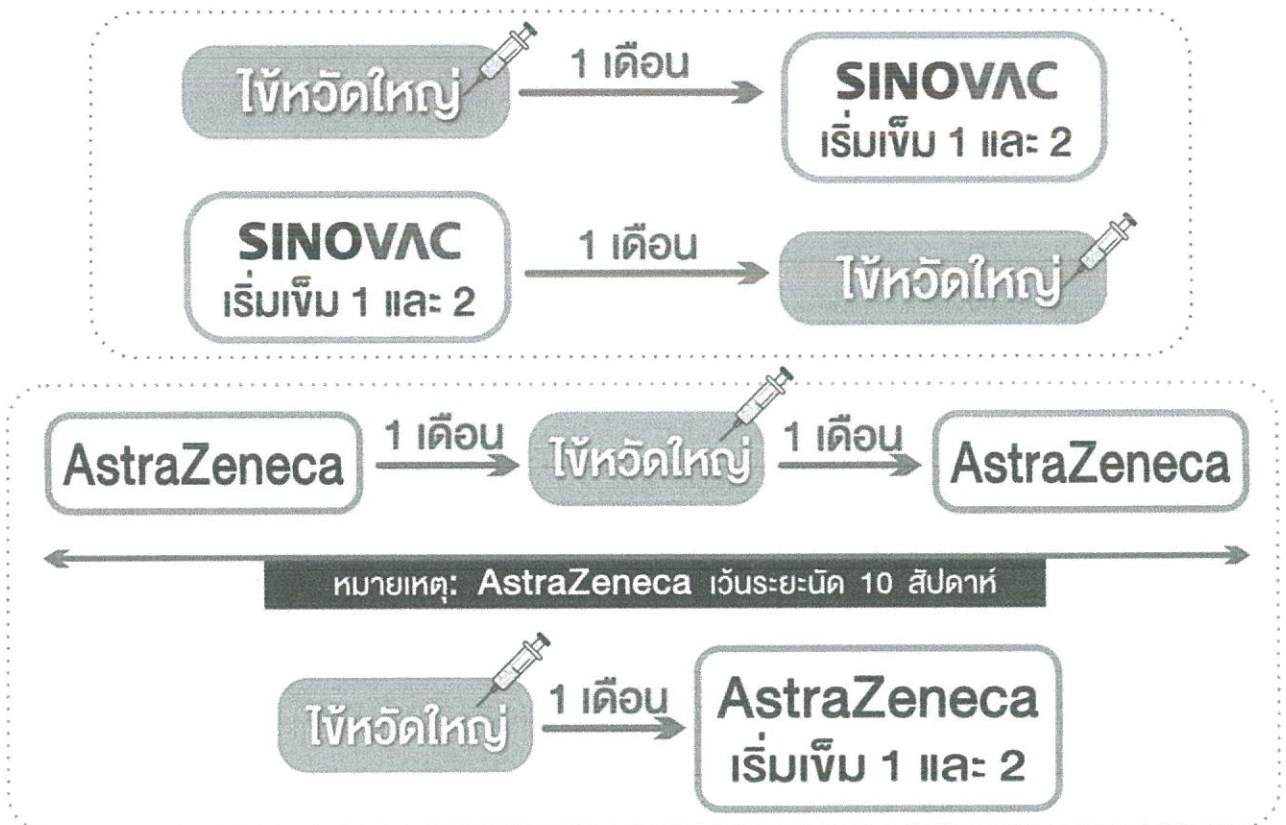 ไข้หวัดใหญ่
1 เดือน
SINOVAC
เริ่มเข็ม 1 และ 2
SINOVAC
เริ่มเข็ม 1 และ 2
1 เดือน
ไข้หวัดใหญ่
AstraZeneca
1 เดือน
ไข้หวัดใหญ่
1 เดือน
AstraZeneca
หมายเหตุ: AstraZeneca เว้นระยะนัด 10 สัปดาห์
ไข้หวัดใหญ่
1 เดือน
AstraZeneca
เริ่มเข็ม 1 และ 2